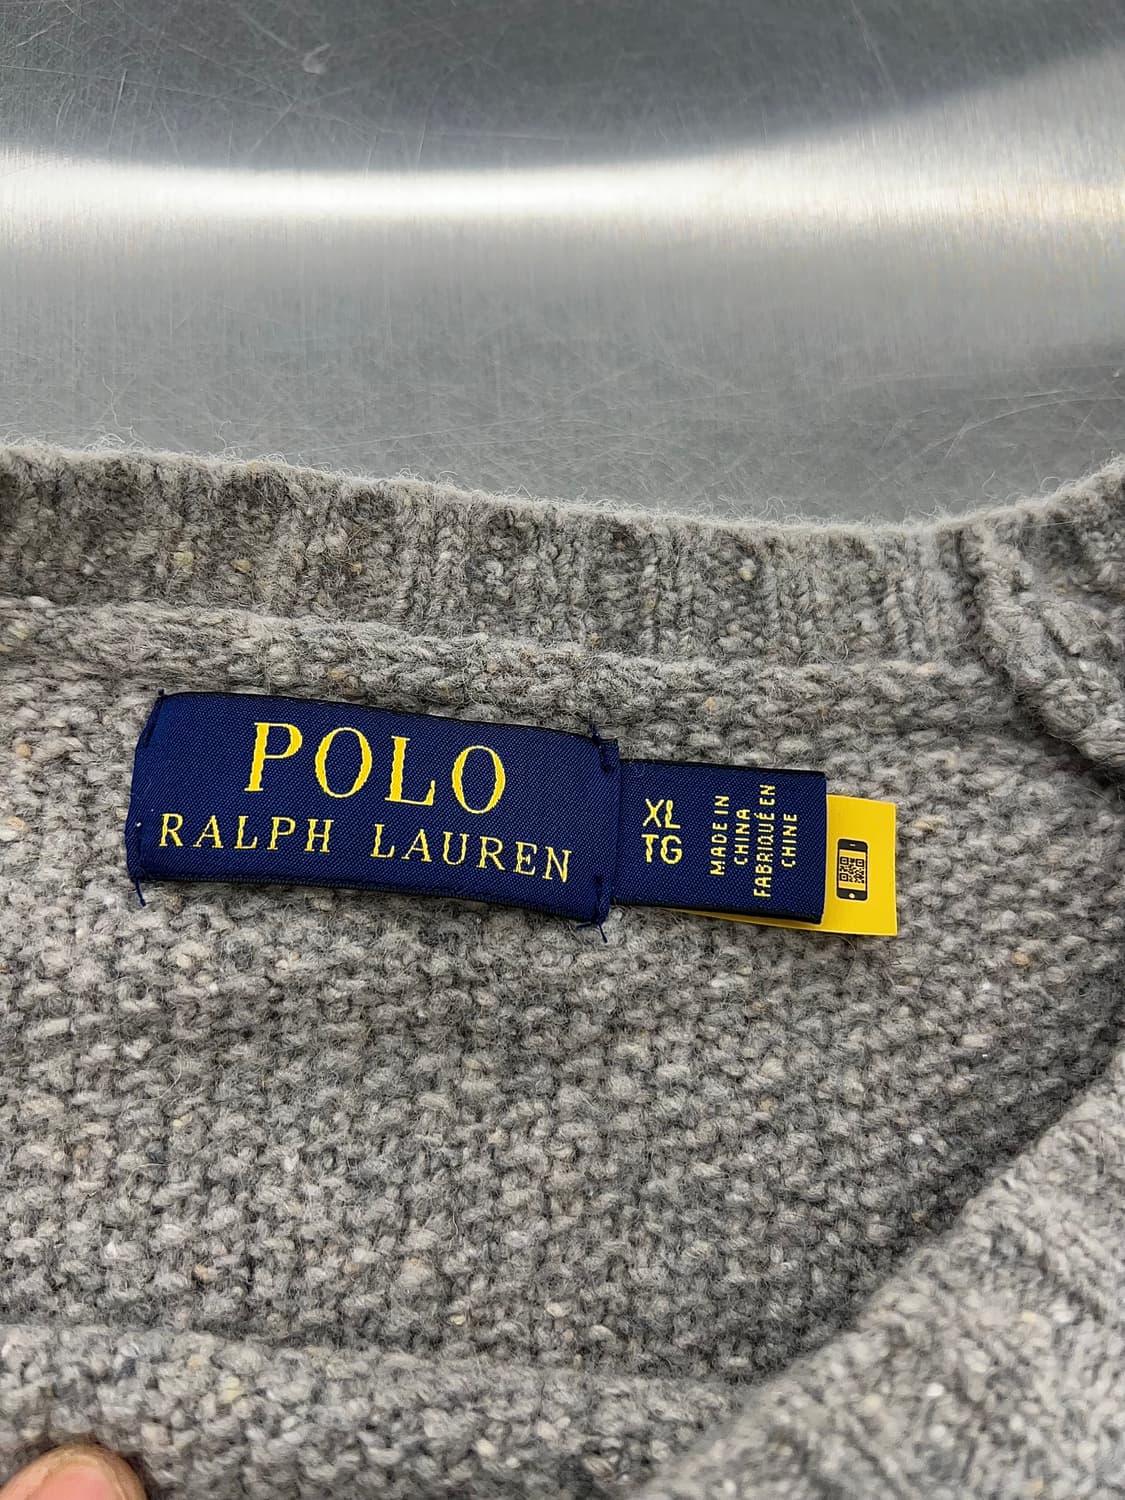 POLO
RALPH LAUREN
XL
TG
MADE IN
CHINA
FABRIQUÉ EN
CHINE